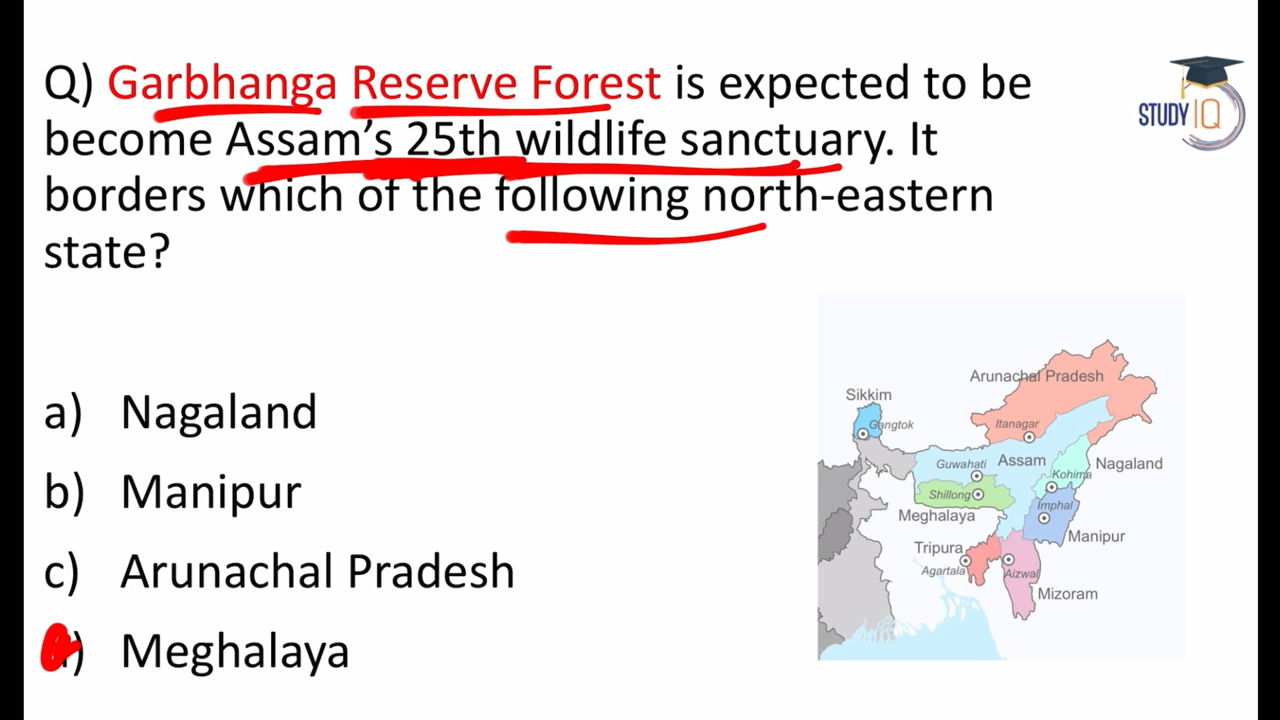 Q) Garbhanga Reserve Forest is expected to be
become Assam's 25th wildlife sanctuary. It
borders which of the following north-eastern
state?
STUDY IQ
a) Nagaland
b) Manipur
c) Arunachal Pradesh
Meghalaya
Arunachal Pradesh
Sikkim
Gangtok
Itanagar
Guwahati
Assam
Nagaland
Kohima
Shillong
Imphal
Meghalaya
Manipur
Tripura
Agartala
Aizwal
Mizoram